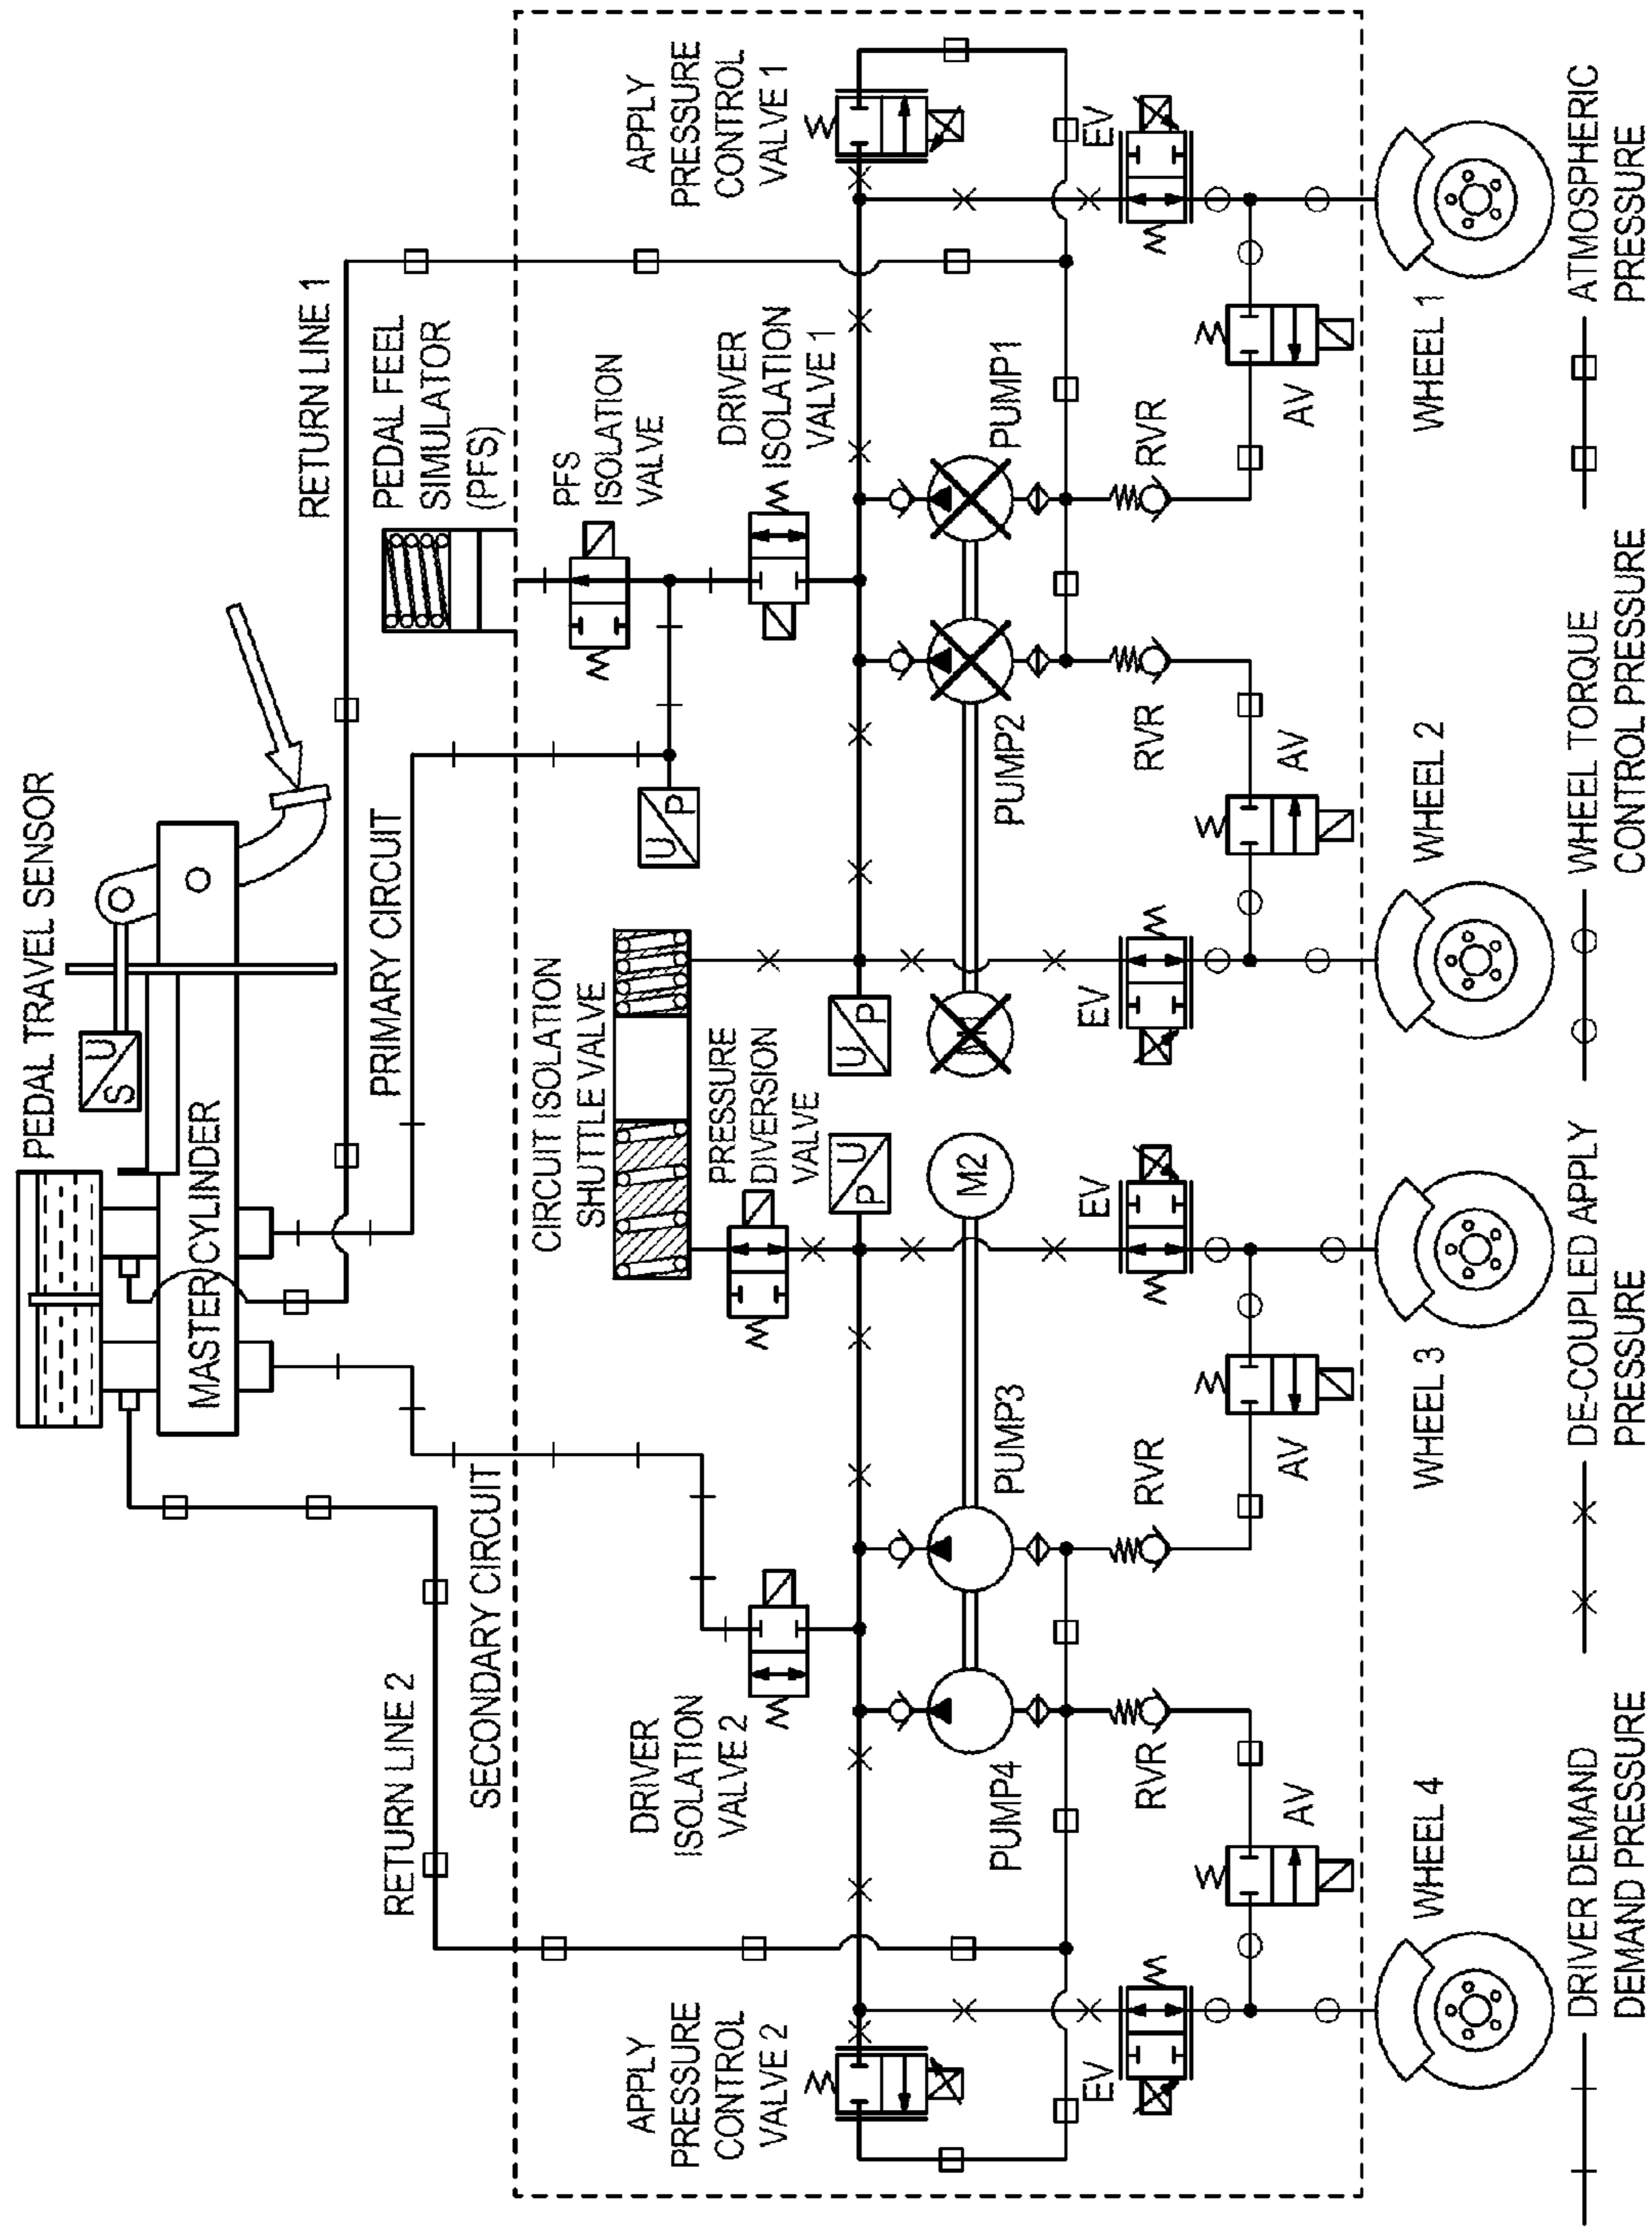 PEDAL TRAVEL SENSOR
U
S
MASTER CYLINDER
RETURN LINE 1
RETURN LINE 2
PRIMARY CIRCUIT
PEDAL FEEL
SIMULATOR
(PFS)
SECONDARY CIRCUIT
CIRCUIT ISOLATION
SHUTTLE VALVE
PFS
ISOLATION
VALVE
U
P
APPLY
PRESSURE
CONTROL
VALVE 2
DRIVER
ISOLATION
VALVE 2
PRESSURE
DIVERSION
VALVE
DRIVER
ISOLATION
VALVE 1
APPLY
PRESSURE
CONTROL
VALVE 1
U
P
U
P
M2
PUMP4
PUMP3
PUMP2
PUMP1
EV
EV
EV
EV
RVR
RVR
RVR
RVR
AV
AV
AV
AV
WHEEL 4
WHEEL 3
WHEEL 2
WHEEL 1
DRIVER DEMAND
DEMAND PRESSURE
DE-COUPLED APPLY
PRESSURE
WHEEL TORQUE
CONTROL PRESSURE
ATMOSPHERIC
PRESSURE